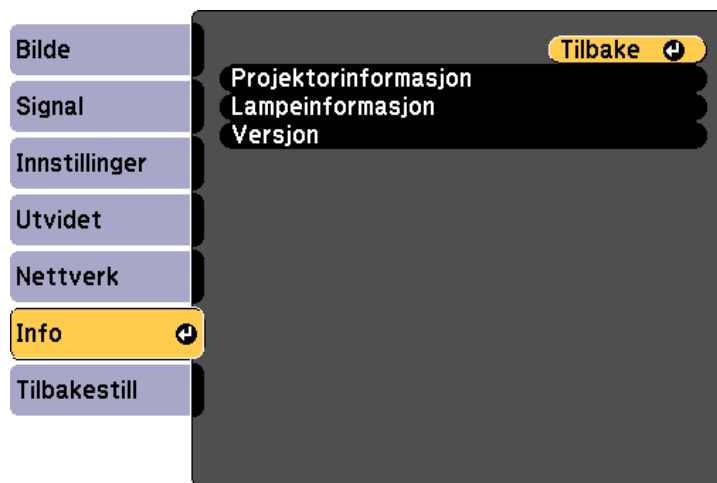 Bilde
Signal
Innstillinger
Utvidet
Nettverk
Info
Tilbakestill
Tilbake
Projektorinformasjon
Lampeinformasjon
Versjon